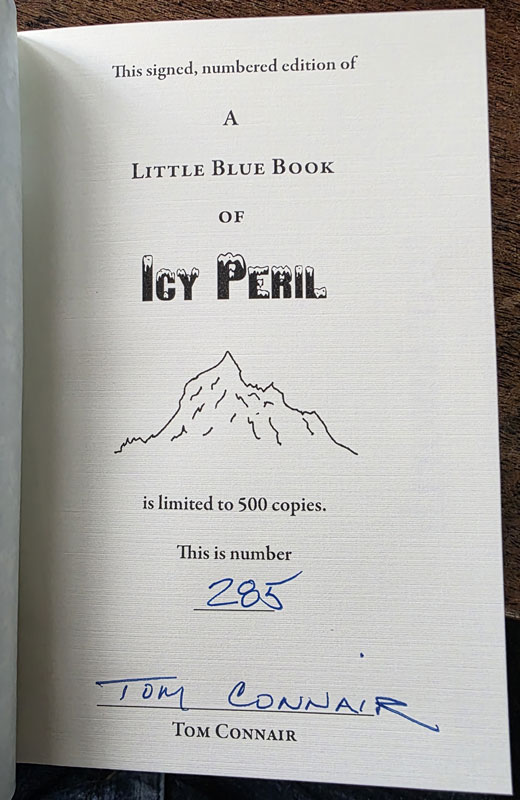 This signed, numbered edition of
A
Little Blue Book
of
Icy Peril
is limited to 500 copies.
This is number
285
Tom Connair
Tom Connair